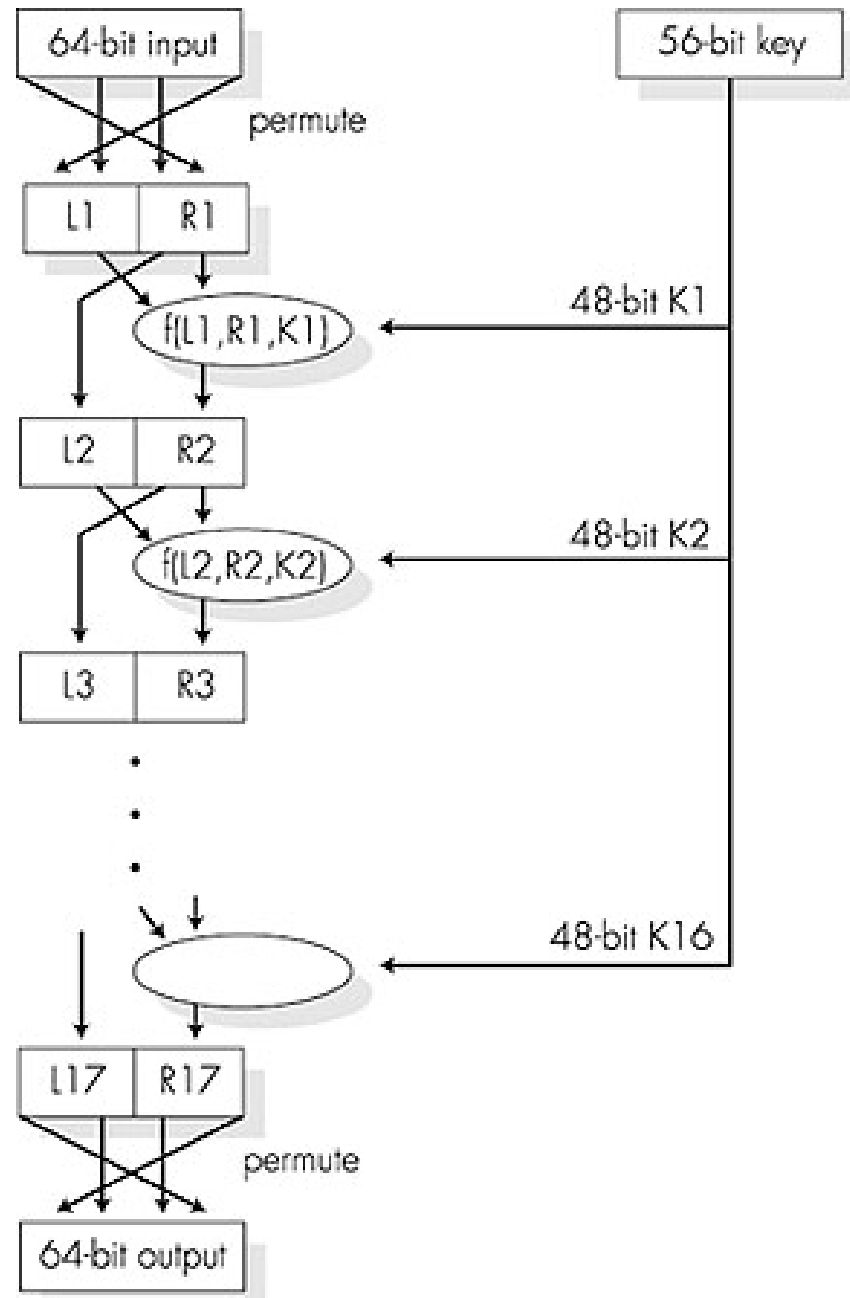 64-bit input
56-bit key
permute
L1 R1
48-bit K1
f(L1,R1,K1)
L2 R2
48-bit K2
f(L2,R2,K2)
L3 R3
48-bit K16
L17 R17
permute
64-bit output